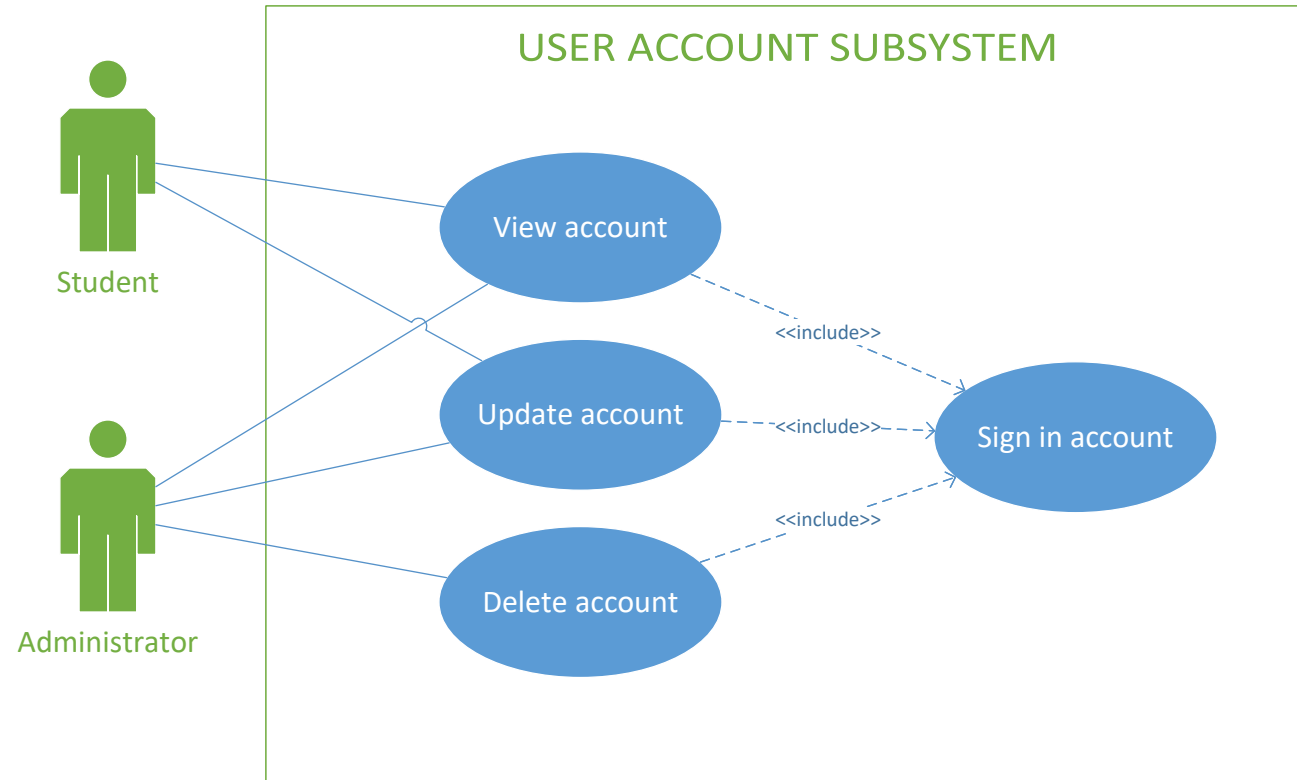 USER ACCOUNT SUBSYSTEM
Student
View account
<<include>>
Update account
<<include>>
Sign in account
<<include>>
Delete account
Administrator